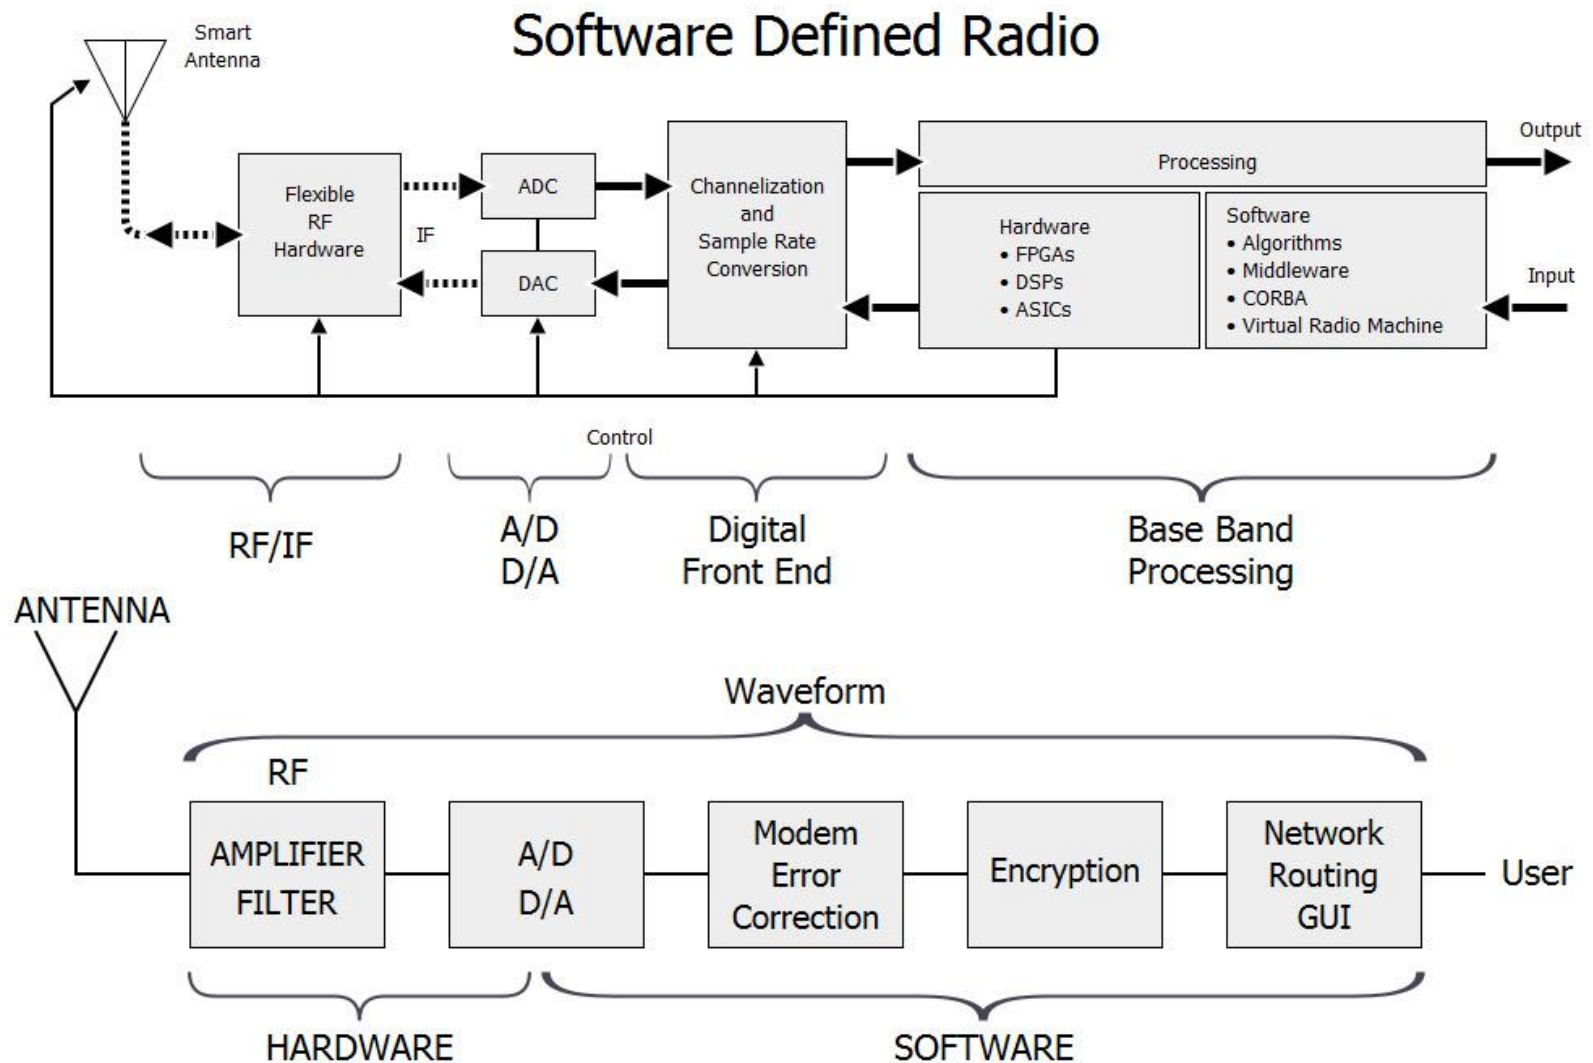 Software Defined Radio
Smart
Antenna
Flexible
RF
Hardware
IF
ADC
DAC
Channelization
and
Sample Rate
Conversion
Processing
Hardware
• FPGAs
• DSPs
• ASICs
Software
• Algorithms
• Middleware
• CORBA
• Virtual Radio Machine
Output
Input
Control
RF/IF
A/D
D/A
Digital
Front End
Base Band
Processing
ANTENNA
Waveform
RF
AMPLIFIER
FILTER
A/D
D/A
Modem
Error
Correction
Encryption
Network
Routing
GUI
User
HARDWARE
SOFTWARE